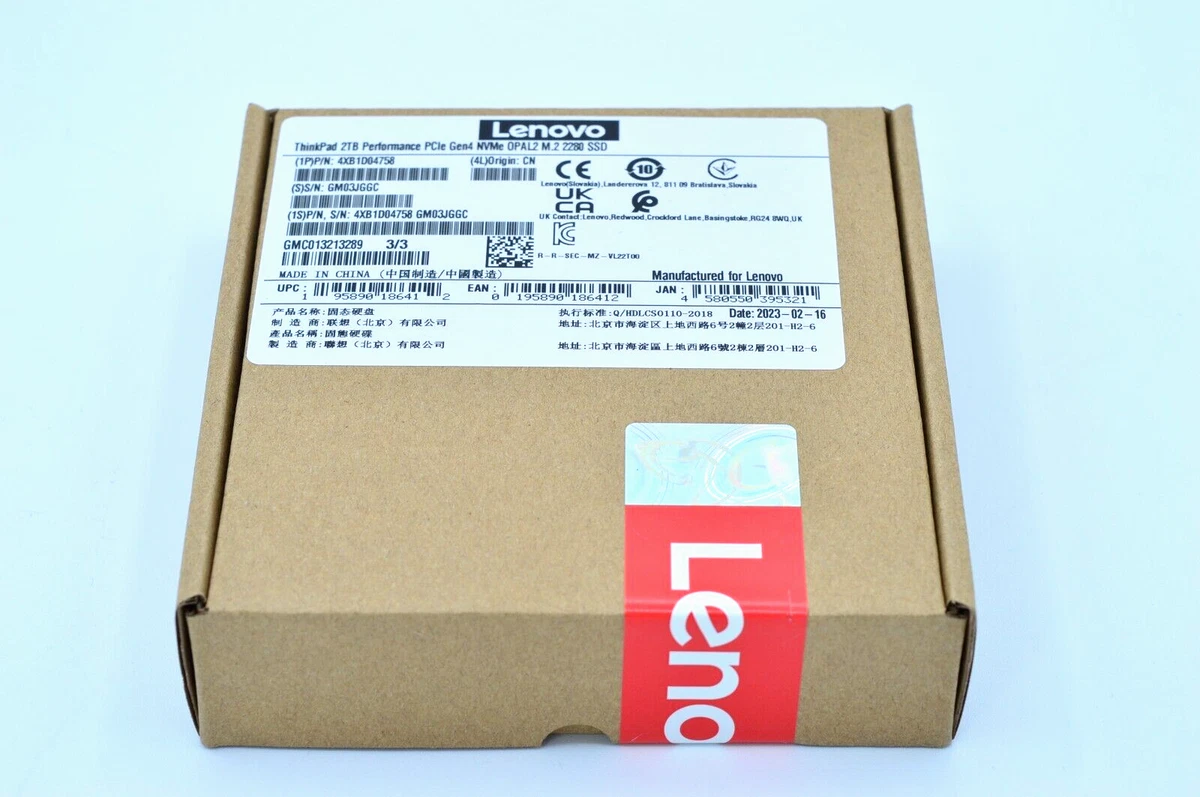 Lenovo
ThinkPad 2TB Performance PCIe Gen4 NVMe OPAL2 M.2 2280 SSD
(1P)P/N: 4XB1D04758
(4L)Origin: CN
(S)S/N: GM03JGGC
(1S)P/N, S/N: 4XB1D04758 GM03JGGC
GMC013213289 3/3
CE
10
C
Lenovo(Slovakia),Landererova 12, 811 09 Bratislava,Slovakia
UK
CA
UK Contact:Lenovo,Redwood,Crockford Lane,Basingstoke,RG24 8WQ,UK
R-R-SEC-MZ-VL22T00
MADE IN CHINA (中国制造/中國製造)
Manufactured for Lenovo
UPC: 1 95890 18641 2
EAN: 0 195890 186412
JAN: 4 580550 395321
产品名称:固态硬盘
制 造 商:联想（北京）有限公司
產品名稱:固態硬碟
製 造 商:聯想（北京）有限公司
执行标准:Q/HDLCS0110-2018 Date:2023-02-16
地址:北京市海淀区上地西路6号2幢2层201-H2-6
地址:北京市海淀區上地西路6號2棟2層201-H2-6
Leno